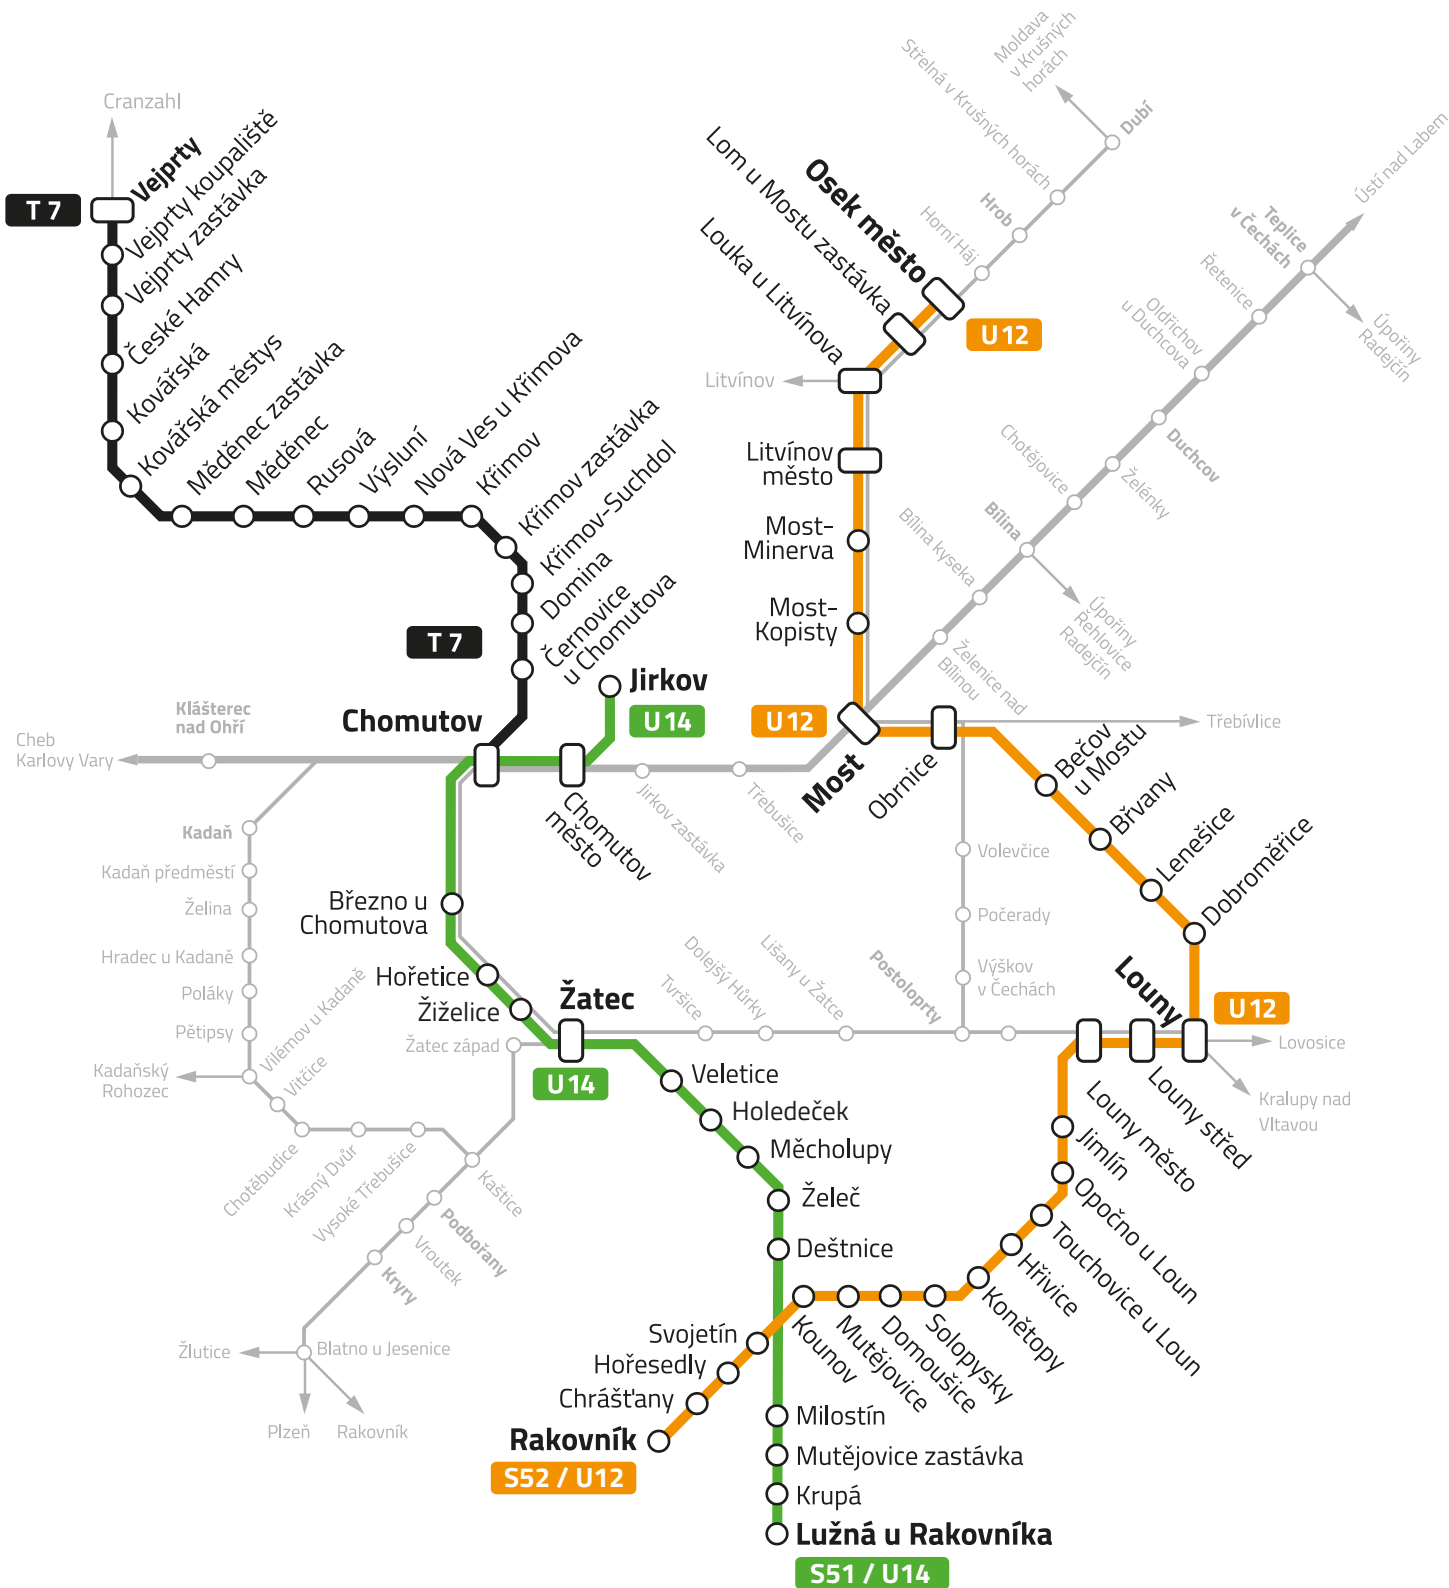 Cranzahl
T 7
Vejprty
Vejprty koupaliště
Vejprty zastávka
České Hamry
Kovářská
Kovářská městys
Měděnec zastávka
Měděnec
Rusová
Výsluní
Nová Ves u Křimova
Křimov
Křimov zastávka
Křimov-Suchdol
Domina
Černovice
u Chomutova
T 7
Moldava
v Krušných
horách
Dubí
Střelná v Krušných horách
Hrob
Horní Háj
Osek město
Lom u Mostu zastávka
Louka u Litvínova
U 12
Litvínov
Litvínov
město
Most-
Minerva
Most-
Kopisty
U 12
Most
Ústí nad Labem
Teplice
v Čechách
Úpořiny
Radejčín
Řetenice
Oldřichov
u Duchcova
Duchcov
Želénky
Chotějovice
Bílina
Úpořiny
Řehlovice
Radejčín
Bílina kyseka
Želenice nad
Bílinou
Třebívlice
Jirkov
U 14
Chomutov
Chomutov
město
Jirkov zastávka
Třebušice
Klášterec
nad Ohří
Cheb
Karlovy Vary
Kadaň
Kadaň předměstí
Želina
Hradec u Kadaně
Poláky
Pětipsy
Vilémov u Kadaně
Kadaňský
Rohozec
Vitčice
Chotěbudice
Krásný Dvůr
Vysoké Třebušice
Kaštice
Podbořany
Vroutek
Kryry
Žlutice
Blatno u Jesenice
Plzeň
Rakovník
Březno u
Chomutova
Hořetice
Žiželice
Žatec
Žatec západ
U 14
Tvršice
Dolejšý Hůrky
Lišany u Žatce
Postoloprty
Obrnice
Bečov
u Mostu
Břvany
Lenešice
Dobroměřice
Volevčice
Počerady
Výškov
v Čechách
Louny
U 12
Lovosice
Kralupy nad
Vltavou
Louny střed
Louny město
Jimlín
Opočno u Loun
Touchovice u Loun
Hřivice
Konětopy
Solopysky
Domoušice
Mutějovice
Kounov
Veletice
Holedeček
Měcholupy
Želeč
Deštnice
Svojetín
Hořesedly
Chrášťany
Rakovník
S52 / U12
Milostín
Mutějovice zastávka
Krupá
Lužná u Rakovníka
S51 / U14